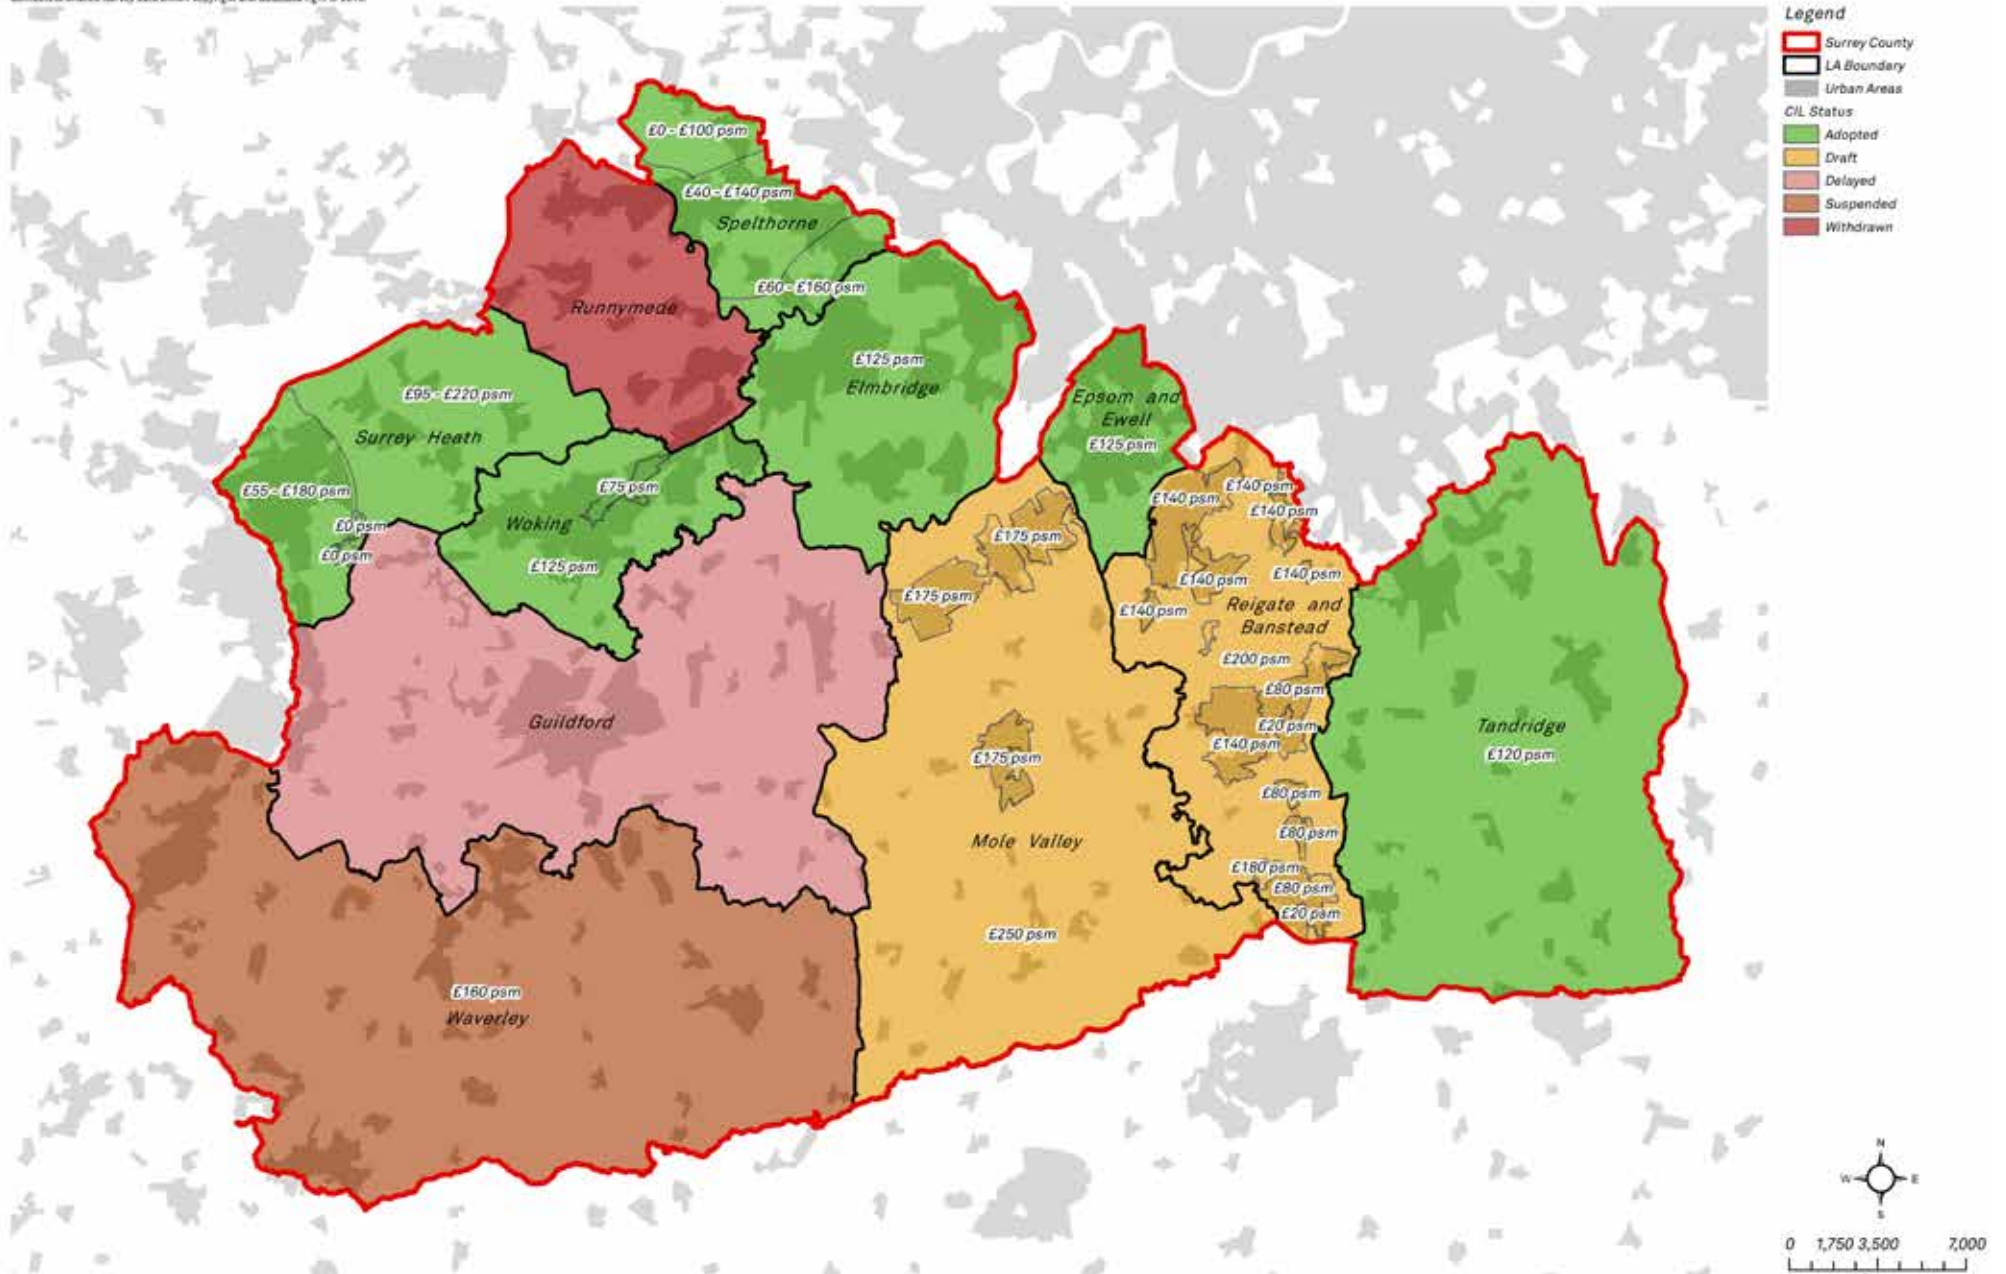 Legend
Surrey County
LA Boundary
Urban Areas
CIL Status
Adopted
Draft
Delayed
Suspended
Withdrawn
£0 - £100 psm
£40 - £140 psm
Spelthorne
£60 - £160 psm
Runnymede
£125 psm
Elmbridge
£95 - £220 psm
Surrey Heath
£55 - £180 psm
£0 psm
£0 psm
£75 psm
Woking
£125 psm
Epsom and
Ewell
£125 psm
£140 psm
£140 psm
£140 psm
£175 psm
£175 psm
£140 psm
£140 psm
£140 psm
Reigate and
Banstead
£200 psm
£80 psm
£20 psm
£140 psm
Guildford
£175 psm
Tandridge
£120 psm
£80 psm
£80 psm
Mole Valley
£180 psm
£80 psm
£20 psm
£250 psm
£160 psm
Waverley
N
W
E
S
0 1,750 3,500 7,000